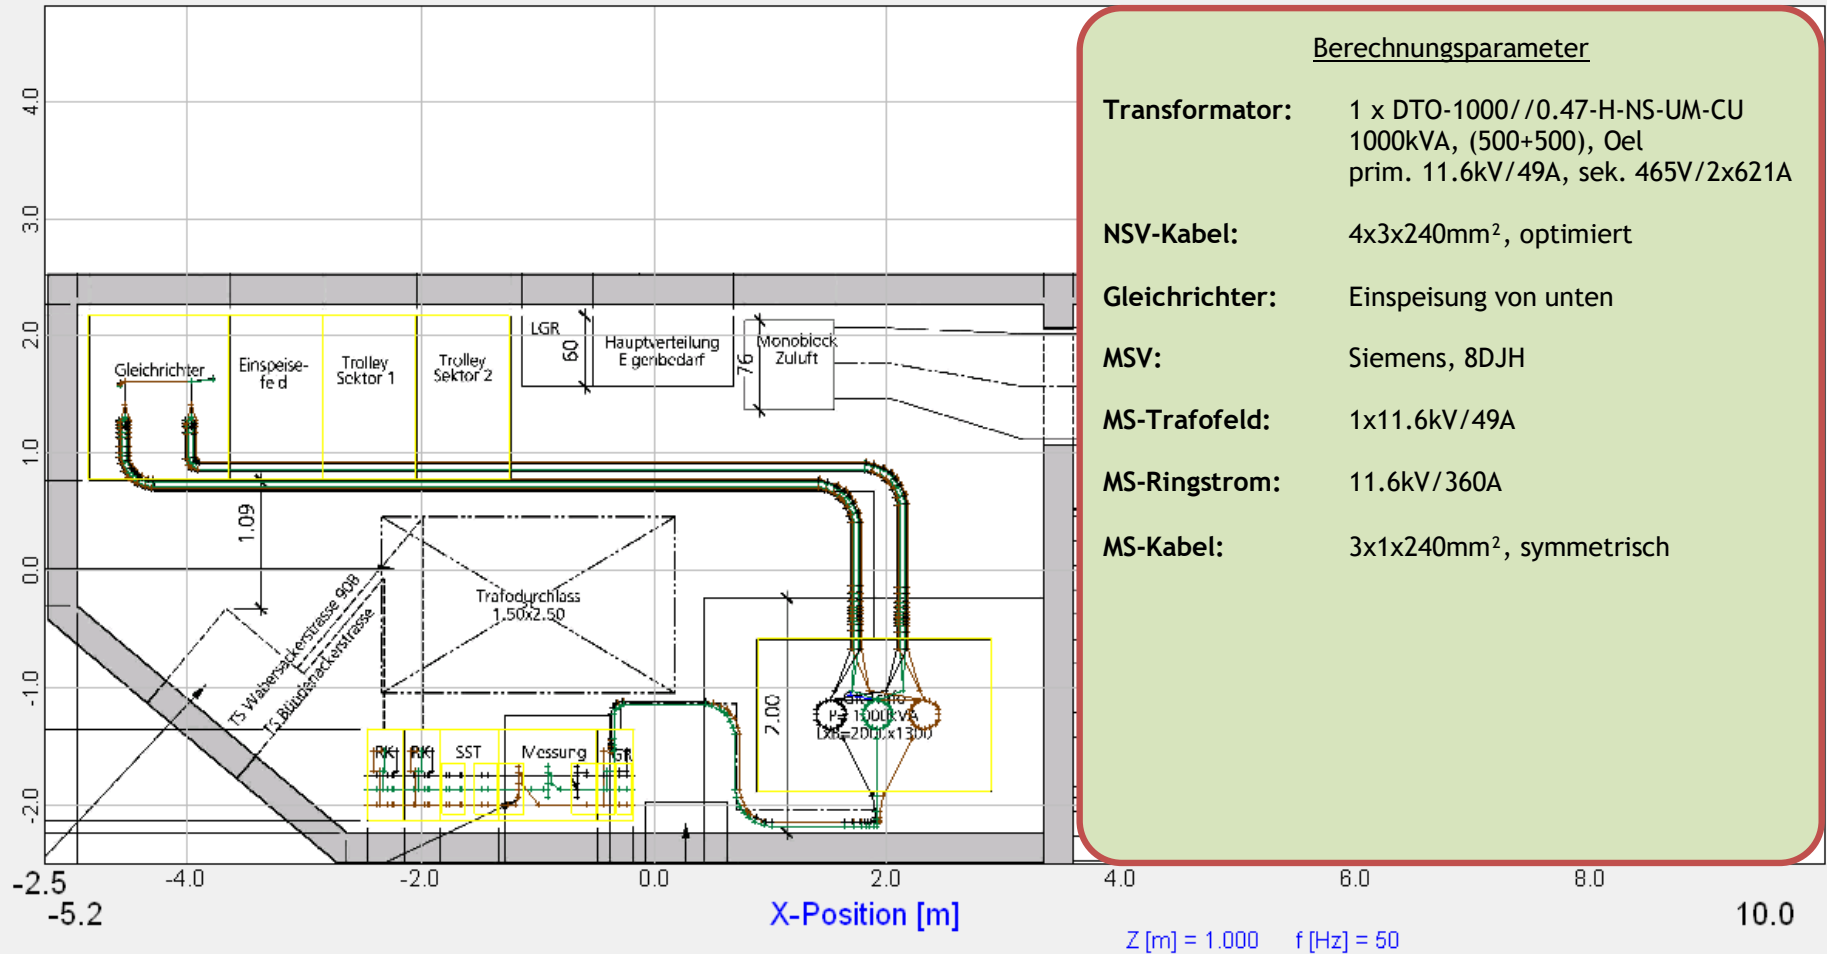 Berechnungsparameter
Transformator: 1 x DTO-1000//0.47-H-NS-UM-CU
1000kVA, (500+500), Oel
prim. 11.6kV/49A, sek. 465V/2x621A
NSV-Kabel: 4x3x240mm², optimiert
Gleichrichter: Einspeisung von unten
MSV: Siemens, 8DJH
MS-Trafofeld: 1x11.6kV/49A
MS-Ringstrom: 11.6kV/360A
MS-Kabel: 3x1x240mm², symmetrisch
4.0
3.0
2.0
1.0
0.0
-1.0
-2.0
Gleichrichter
Einspeise-
feld
Trolley
Sektor 1
Trolley
Sektor 2
LGR
60
Hauptverteilung
Eigenbedarf
76
Monoblock
Zuluft
1.09
Trafodurchlass
1.50x2.50
TS Wabersackerstrasse 90B
TS Bündenackerstrasse
2.00
P= 1000kVA
RK
RK
SST
Messung
GR
-2.5
-4.0 -2.0 0.0 2.0 4.0 6.0 8.0
-5.2
X-Position [m]
10.0
Z [m] = 1.000 f [Hz] = 50